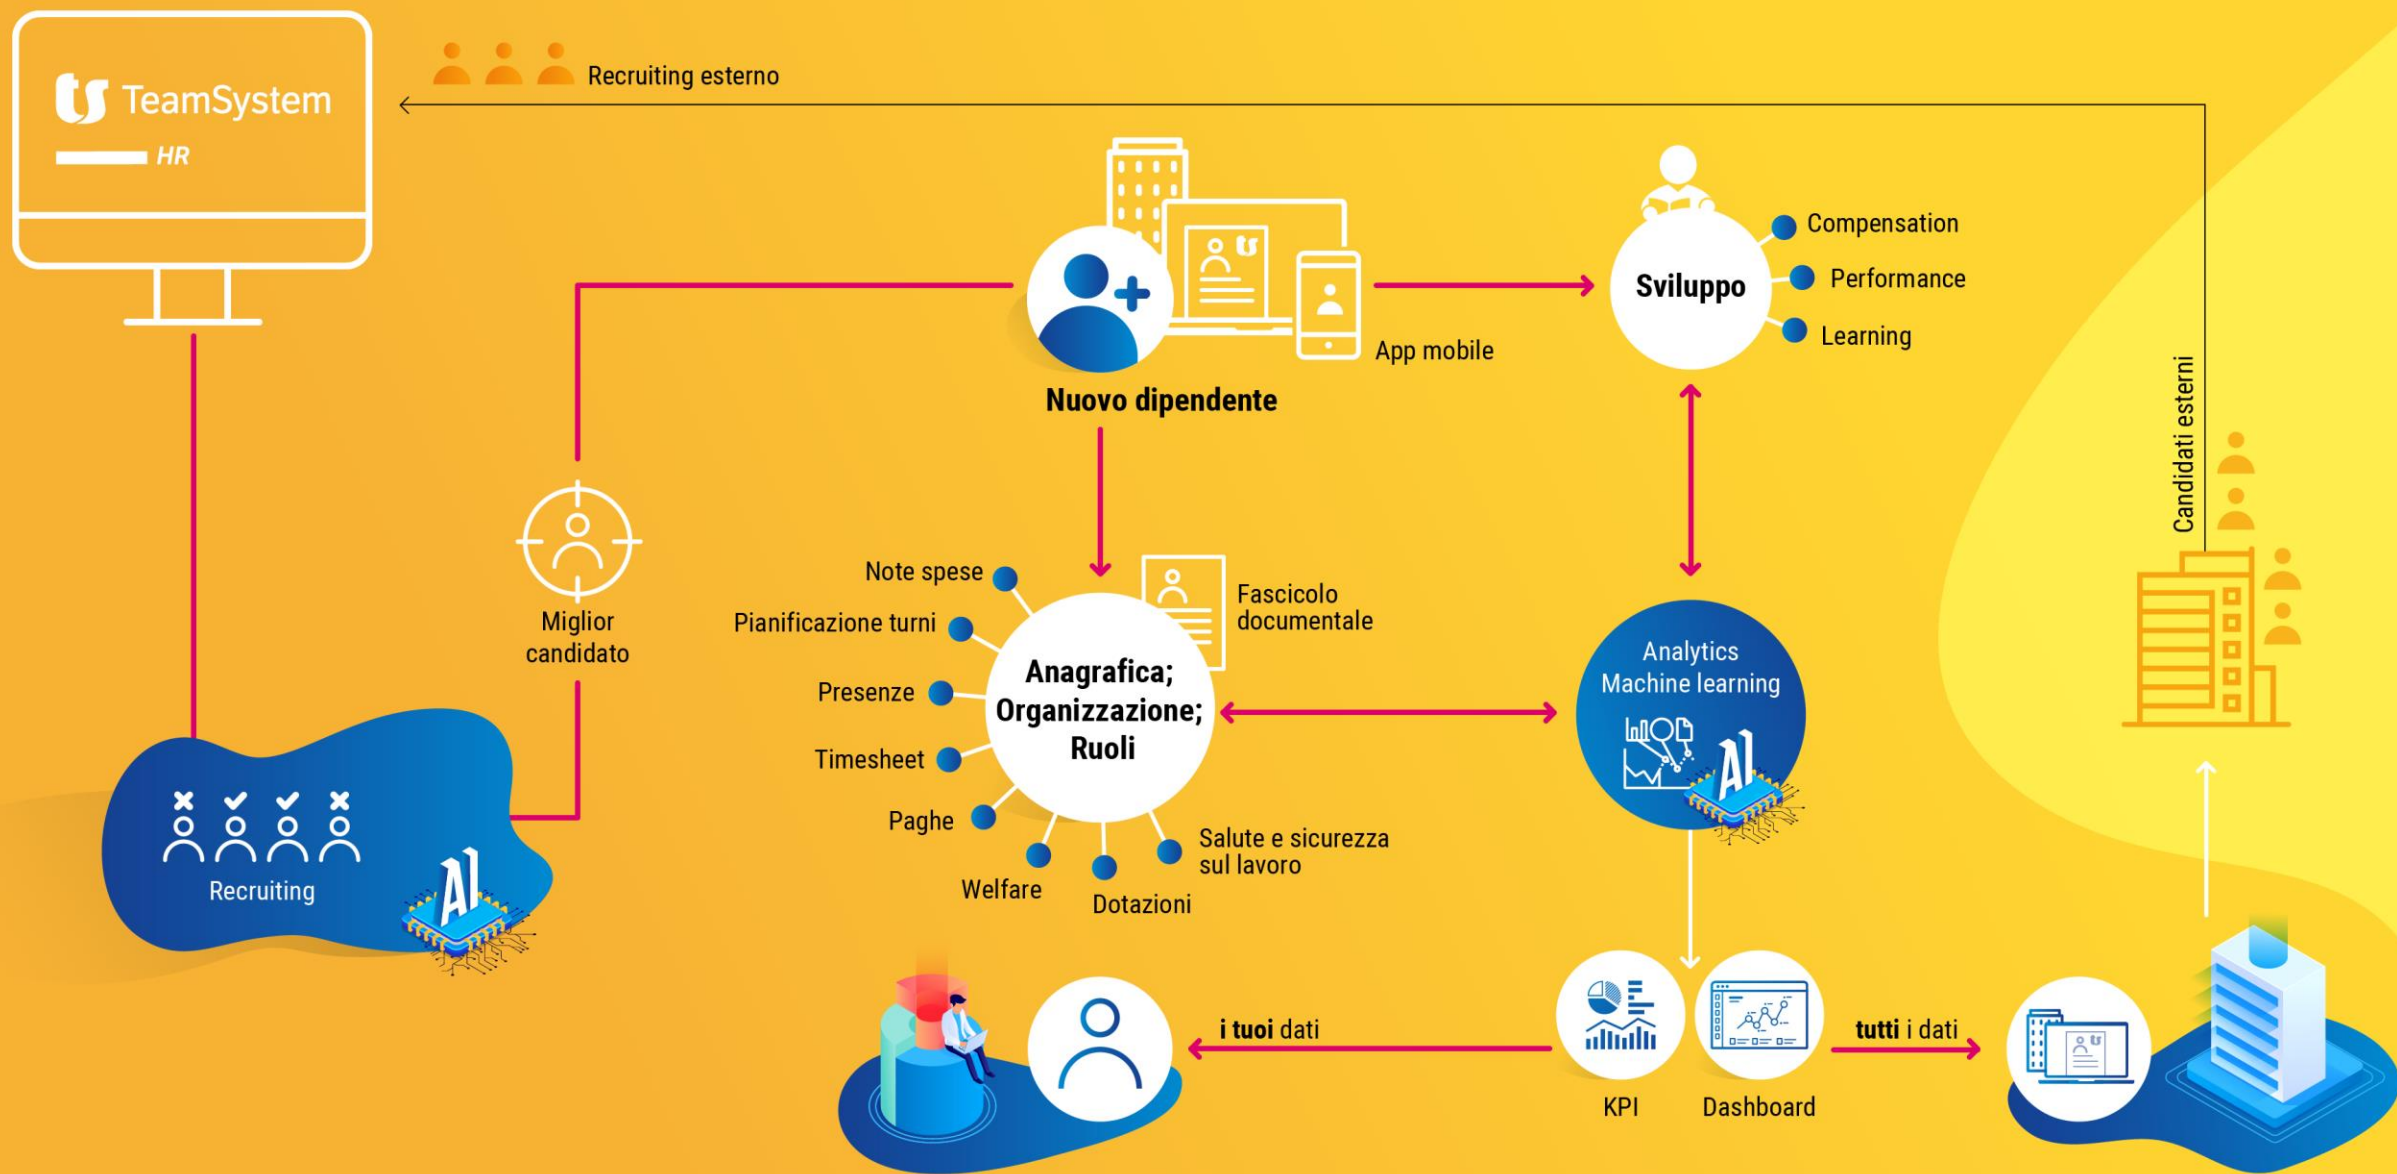 TeamSystem
HR
Recruiting esterno
Compensation
Performance
Learning
Sviluppo
App mobile
Nuovo dipendente
Candidati esterni
Miglior
candidato
Note spese
Pianificazione turni
Presenze
Timesheet
Paghe
Welfare
Dotazioni
Salute e sicurezza
sul lavoro
Fascicolo
documentale
Anagrafica;
Organizzazione;
Ruoli
Analytics
Machine learning
AI
Recruiting
AI
i tuoi dati
tutti i dati
KPI
Dashboard